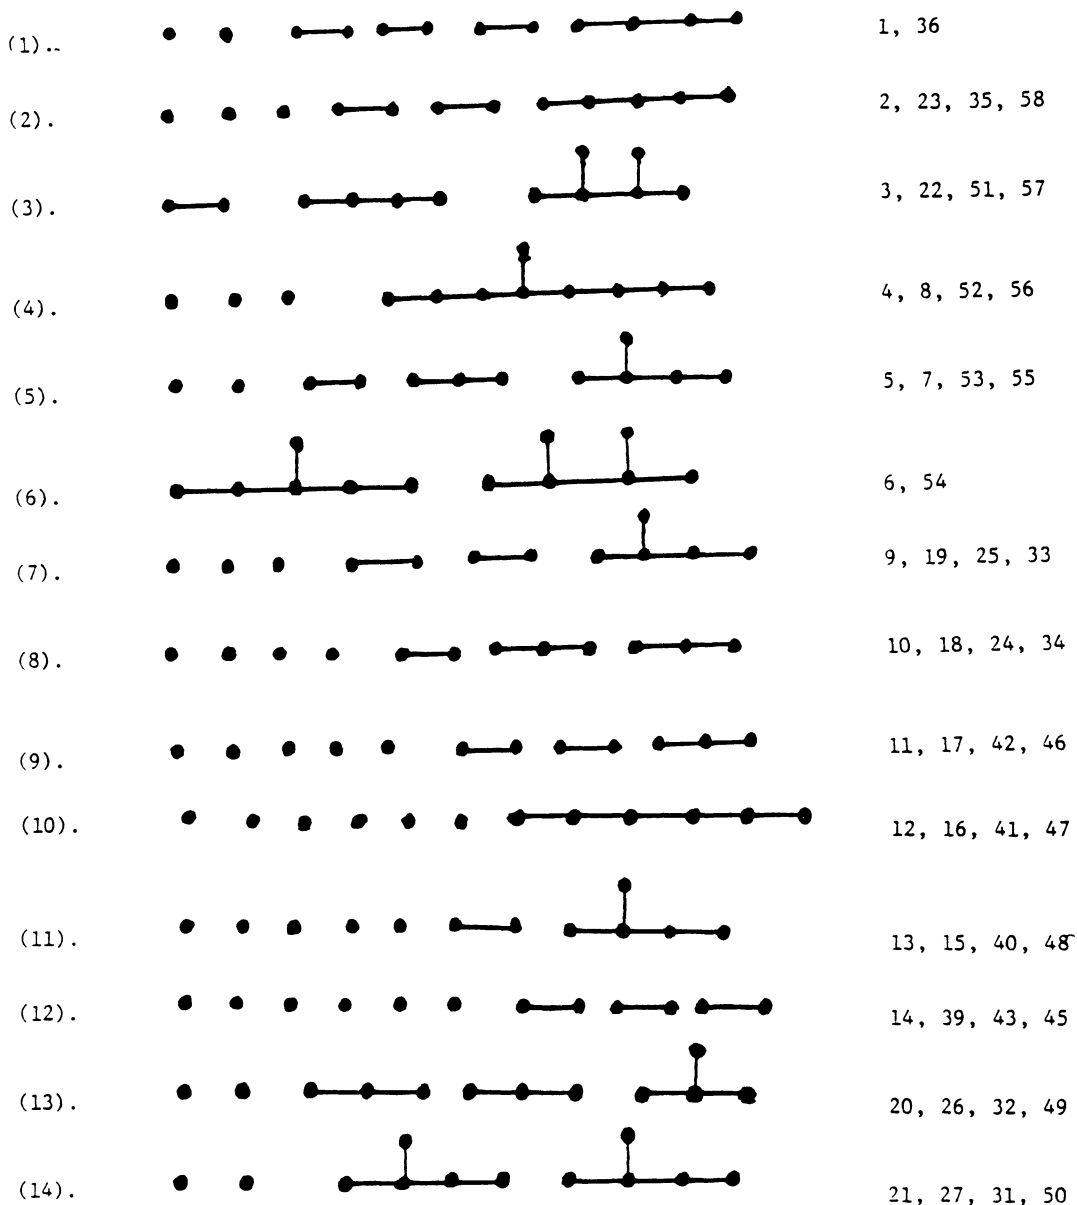 (1). 1, 36
(2). 2, 23, 35, 58
(3). 3, 22, 51, 57
(4). 4, 8, 52, 56
(5). 5, 7, 53, 55
(6). 6, 54
(7). 9, 19, 25, 33
(8). 10, 18, 24, 34
(9). 11, 17, 42, 46
(10). 12, 16, 41, 47
(11). 13, 15, 40, 48
(12). 14, 39, 43, 45
(13). 20, 26, 32, 49
(14). 21, 27, 31, 50